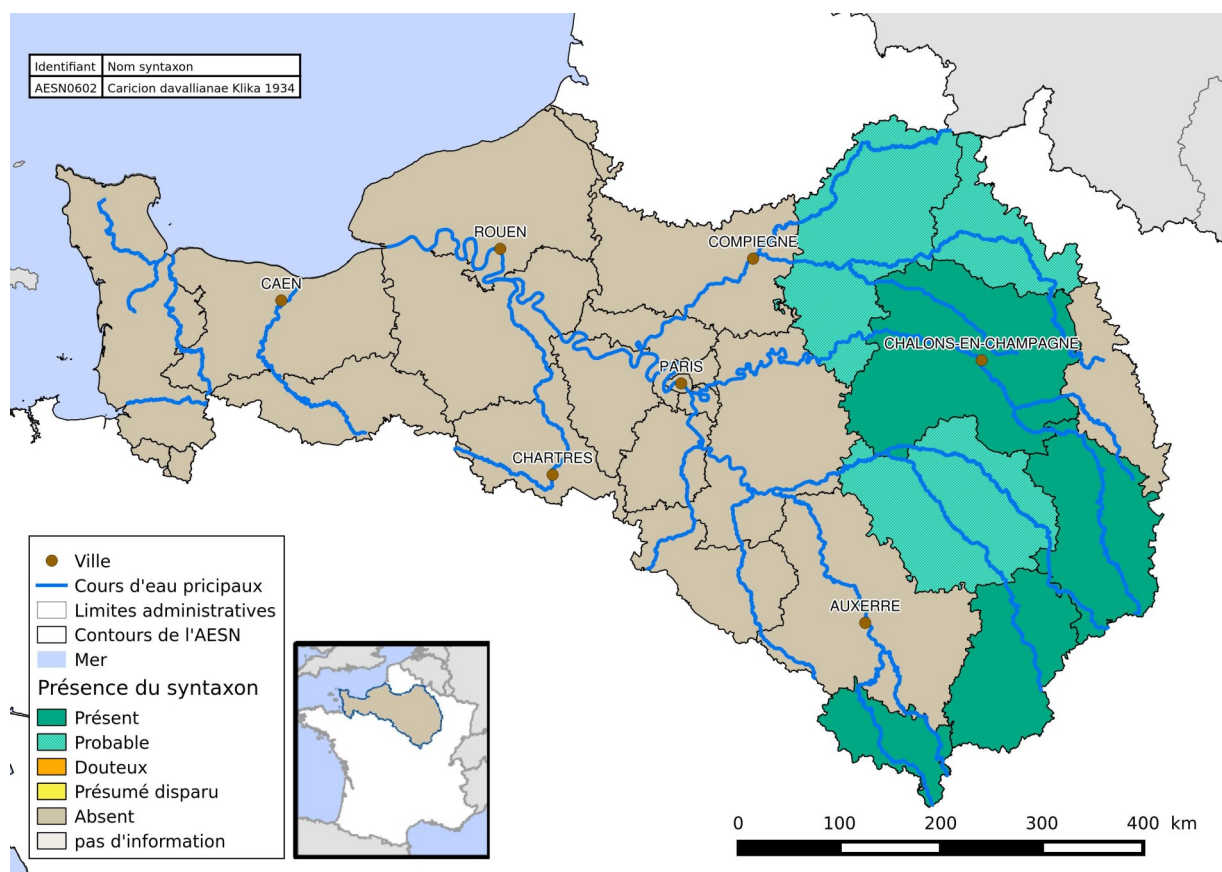 Identifiant Nom syntaxon
AESN0602 Caricion davallianae Klika 1934
ROUEN
COMPIEGNE
CAEN
CHALONS-EN-CHAMPAGNE
PARIS
CHARTRES
AUXERRE
Ville
Cours d'eau pricipaux
Limites administratives
Contours de l'AESN
Mer
Présence du syntaxon
Présent
Probable
Douteux
Présumé disparu
Absent
pas d'information
0 100 200 300 400 km